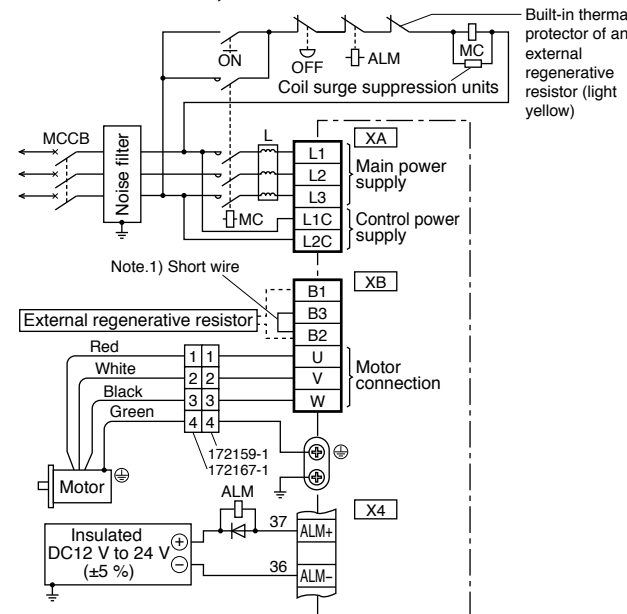 Built-in therma
protector of an
external
regenerative
resistor (light
yellow)
ON
OFF
ALM
MC
Coil surge suppression units
MCCB
Noise filter
L
MC
XA
L1
L2
L3
L1C
L2C
Main power
supply
Control power
supply
Note.1) Short wire
XB
B1
B3
B2
U
V
W
External regenerative resistor
Motor
connection
Red
White
Black
Green
1 1
2 2
3 3
4 4
172159-1
172167-1
Motor
ALM
X4
Insulated
DC12 V to 24 V
(±5 %)
+
−
37
ALM+
36
ALM−